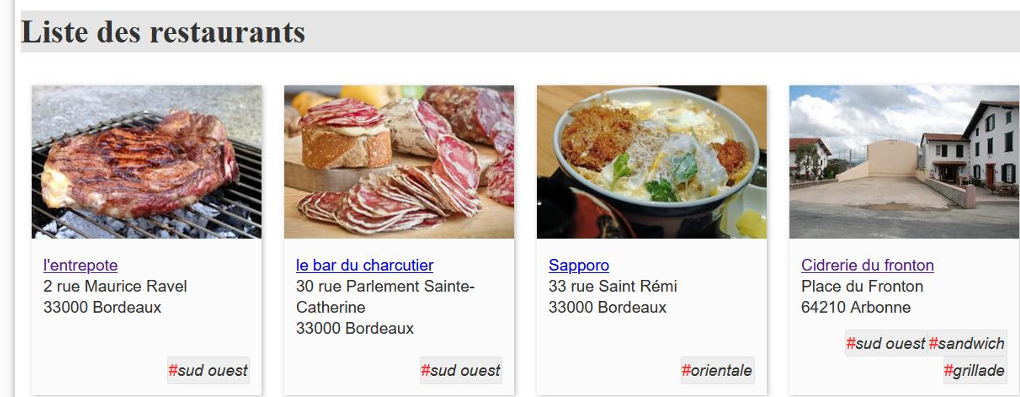 Liste des restaurants
l'entrepote
2 rue Maurice Ravel
33000 Bordeaux
#sud ouest
le bar du charcutier
30 rue Parlement Sainte-
Catherine
33000 Bordeaux
#sud ouest
Sapporo
33 rue Saint Rémi
33000 Bordeaux
#orientale
Cidrerie du fronton
Place du Fronton
64210 Arbonne
#sud ouest #sandwich
#grillade